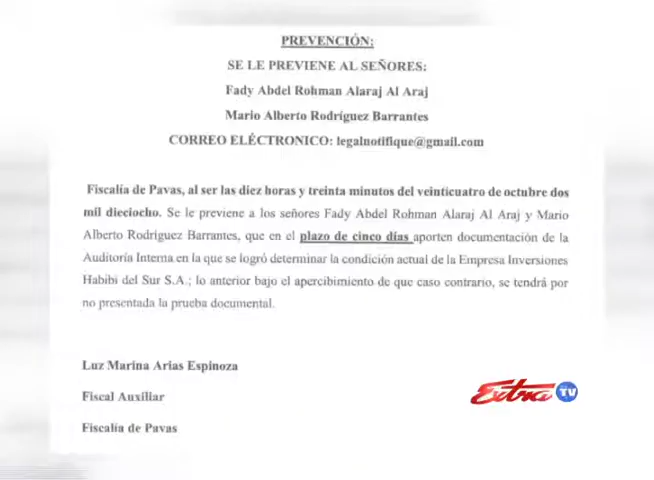 PREVENCIÓN:
SE LE PREVIENE AL SEÑORES:
Fady Abdel Rohman Alaraj Al Araj
Mario Alberto Rodríguez Barrantes
CORREO ELÉCTRONICO: legalnotifique@gmail.com
Fiscalía de Pavas, al ser las diez horas y treinta minutos del veinticuatro de octubre dos
mil dieciocho. Se le previene a los señores Fady Abdel Rohman Alaraj Al Araj y Mario
Alberto Rodríguez Barrantes, que en el plazo de cinco días aporten documentación de la
Auditoría Interna en la que se logró determinar la condición actual de la Empresa Inversiones
Habibi del Sur S.A.; lo anterior bajo el apercibimiento de que caso contrario, se tendrá por
no presentada la prueba documental.
Luz Marina Arias Espinoza
Fiscal Auxiliar
Extra TV
Fiscalía de Pavas